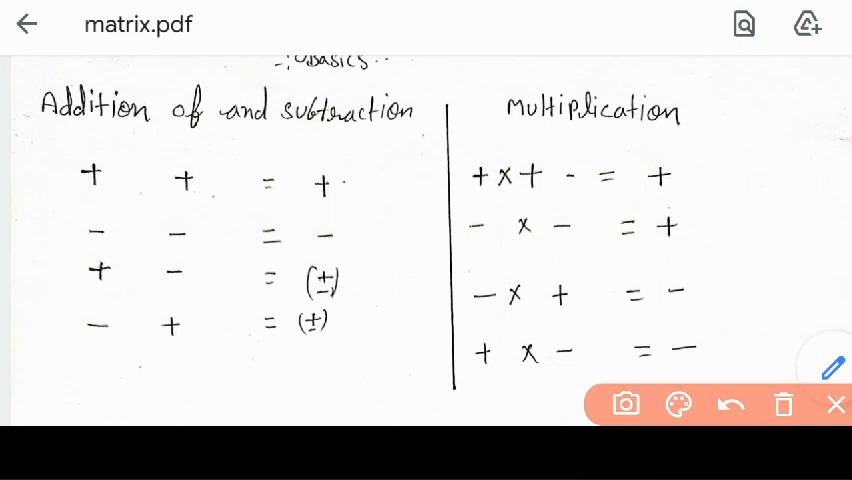 matrix.pdf
-: Basics
Addition of and subtraction
+ + = +
- - = -
+ - = (±)
- + = (±)
Multiplication
+ x + - = +
- x - = +
- x + = -
+ x - = -